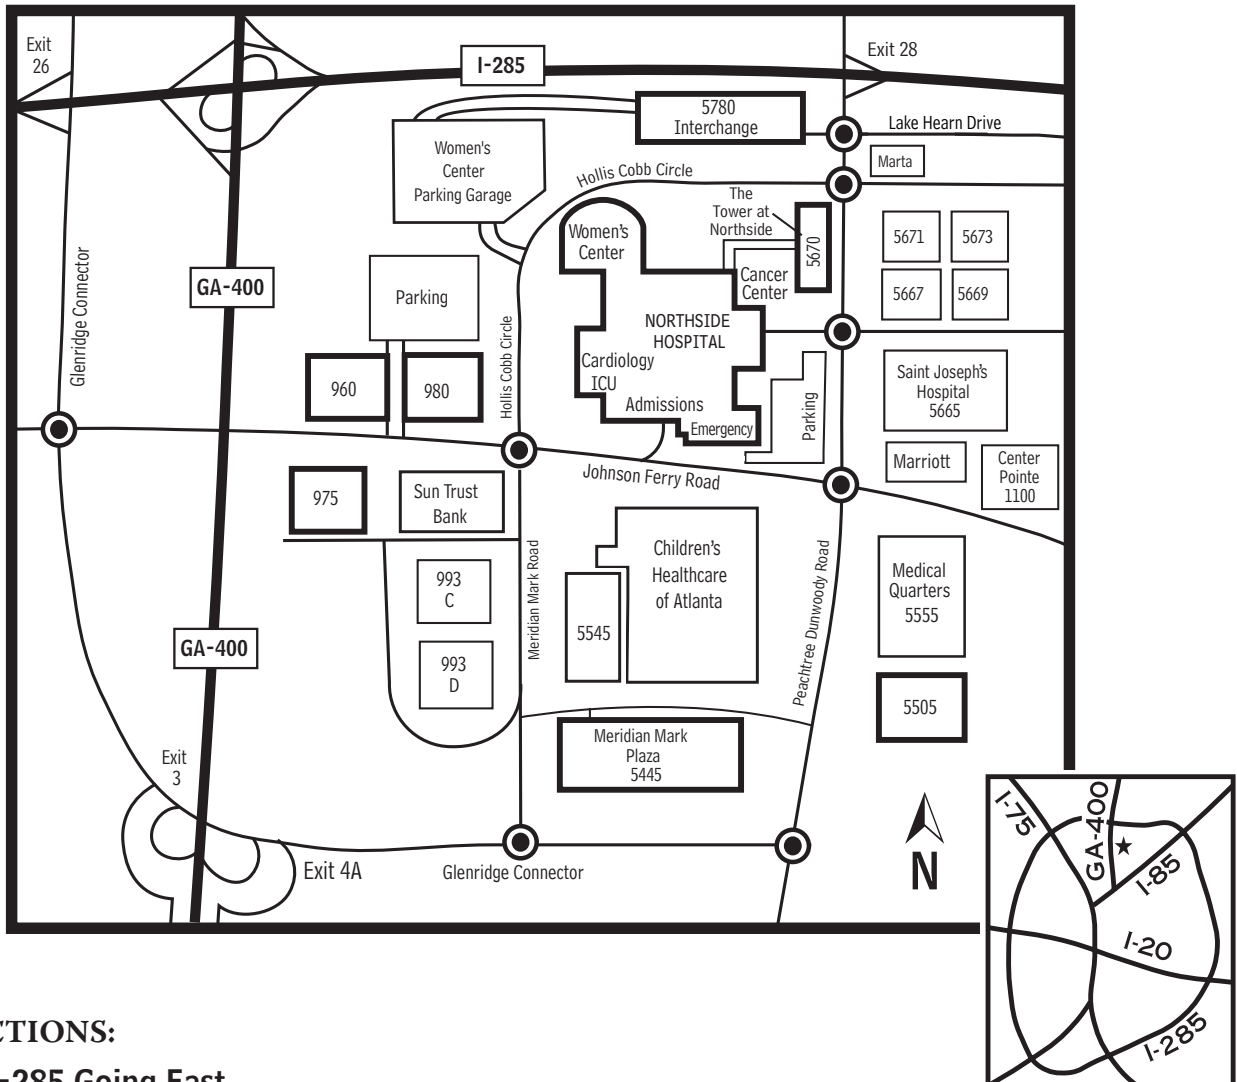 Exit
26
I-285
Exit 28
5780
Interchange
Lake Hearn Drive
Women's
Center
Parking Garage
Marta
Hollis Cobb Circle
The
Tower at
Northside
5670
Women's
Center
Cancer
Center
5671
5673
5667
5669
Glenridge Connector
GA-400
Parking
Hollis Cobb Circle
NORTHSIDE
HOSPITAL
Cardiology
ICU
Admissions
Emergency
Parking
Saint Joseph's
Hospital
5665
960
980
Johnson Ferry Road
Marriott
Center
Pointe
1100
975
Sun Trust
Bank
993
C
993
D
Meridian Mark Road
Children's
Healthcare
of Atlanta
5545
Peachtree Dunwoody Road
Medical
Quarters
5555
5505
GA-400
Meridian Mark
Plaza
5445
Exit
3
Exit 4A
Glenridge Connector
N
I-75
GA-400
I-85
I-20
I-285
CTIONS:
-285 Going East